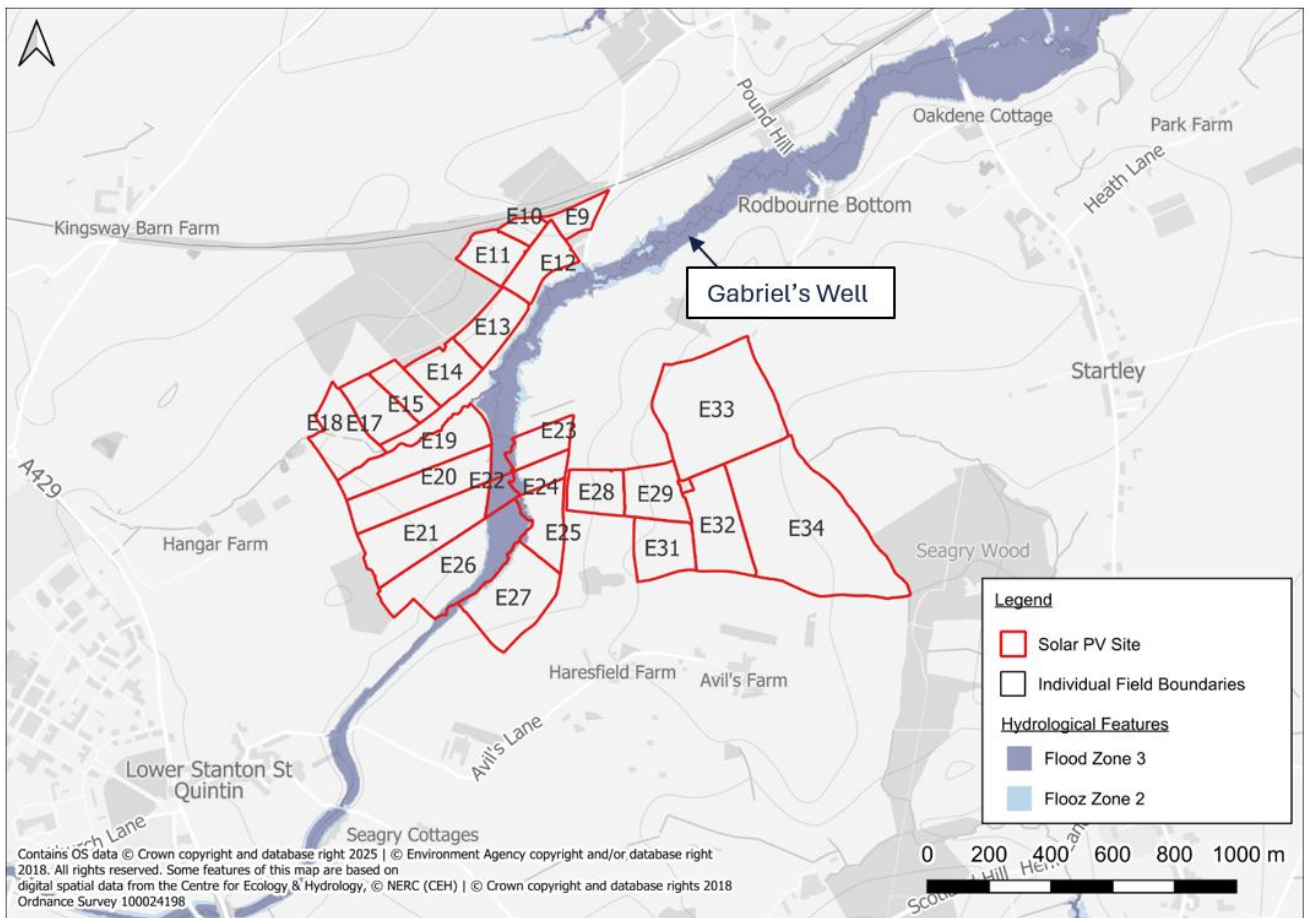 Pound Hill
Oakdene Cottage
Park Farm
Heath Lane
Kingsway Barn Farm
Rodbourne Bottom
E10
E9
E11
E12
Gabriel's Well
E13
Startley
E14
E33
E15
E18
E17
E19
E23
A429
E20
E22
E24
E28
E29
E21
E25
E32
E34
Hangar Farm
E31
Seagry Wood
E26
E27
Legend
Solar PV Site
Individual Field Boundaries
Hydrological Features
Flood Zone 3
Flooz Zone 2
Haresfield Farm
Avil's Farm
Avil's Lane
Lower Stanton St
Quintin
Seagry Cottages
Contains OS data © Crown copyright and database right 2025 | © Environment Agency copyright and/or database right
2018. All rights reserved. Some features of this map are based on
digital spatial data from the Centre for Ecology & Hydrology, © NERC (CEH) | © Crown copyright and database rights 2018
Ordnance Survey 100024198
0 200 400 600 800 1000 m
Hill